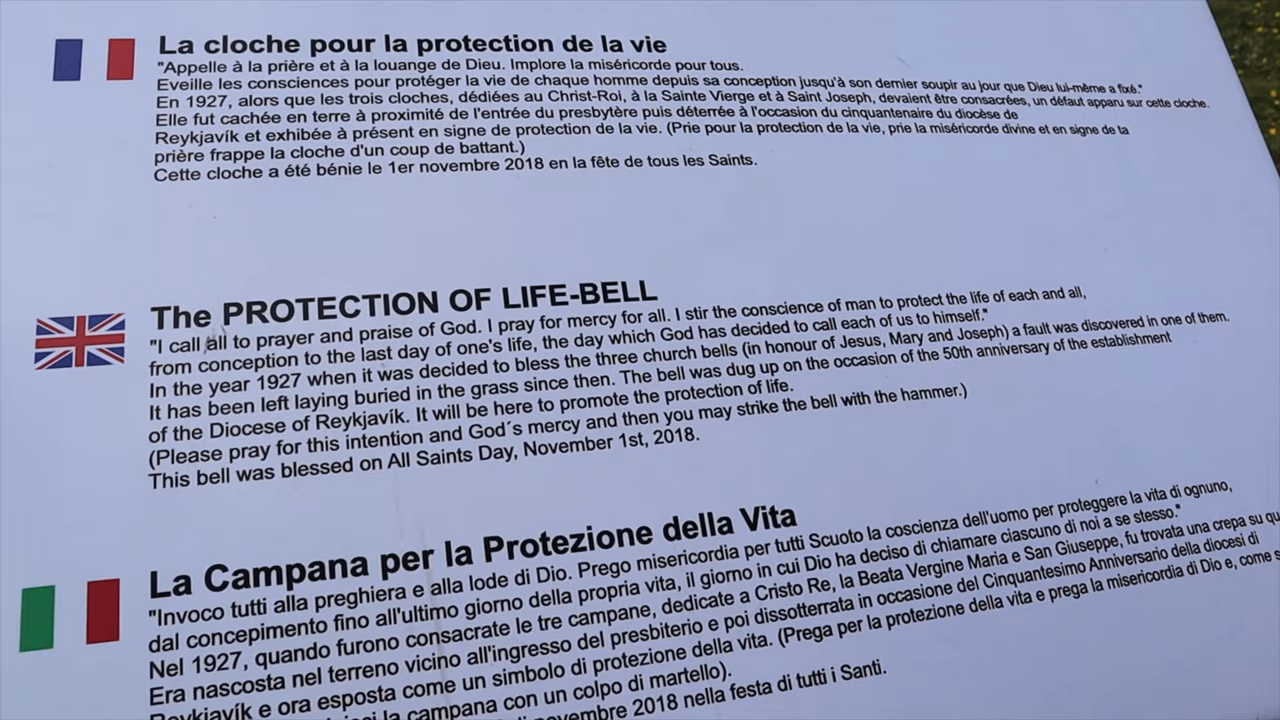 La cloche pour la protection de la vie
"Appelle à la prière et à la louange de Dieu. Implore la miséricorde pour tous.
Eveille les consciences pour protéger la vie de chaque homme depuis sa conception jusqu'à son dernier soupir au jour que Dieu lui-même a fixé."
En 1927, alors que les trois cloches, dédiées au Christ-Roi, à la Sainte Vierge et à Saint Joseph, devaient être consacrées, un défaut apparu sur cette cloche.
Elle fut cachée en terre à proximité de l'entrée du presbytère puis déterrée à l'occasion du cinquantenaire du diocèse de
Reykjavík et exhibée à présent en signe de protection de la vie. (Prie pour la protection de la vie, prie la miséricorde divine et en signe de ta
prière frappe la cloche d'un coup de battant.)
Cette cloche a été bénie le 1er novembre 2018 en la fête de tous les Saints.
The PROTECTION OF LIFE-BELL
"I call all to prayer and praise of God. I pray for mercy for all. I stir the conscience of man to protect the life of each and all,
from conception to the last day of one's life, the day which God has decided to call each of us to himself."
In the year 1927 when it was decided to bless the three church bells (in honour of Jesus, Mary and Joseph) a fault was discovered in one of them.
It has been left laying buried in the grass since then. The bell was dug up on the occasion of the 50th anniversary of the establishment
of the Diocese of Reykjavík. It will be here to promote the protection of life.
(Please pray for this intention and God´s mercy and then you may strike the bell with the hammer.)
This bell was blessed on All Saints Day, November 1st, 2018.
La Campana per la Protezione della Vita
"Invoco tutti alla preghiera e alla lode di Dio. Prego misericordia per tutti Scuoto la coscienza dell'uomo per proteggere la vita di ognuno,
dal concepimento fino all'ultimo giorno della propria vita, il giorno in cui Dio ha deciso di chiamare ciascuno di noi a se stesso."
Nel 1927, quando furono consacrate le tre campane, dedicate a Cristo Re, la Beata Vergine Maria e San Giuseppe, fu trovata una crepa su
Era nascosta nel terreno vicino all'ingresso del presbiterio e poi dissotterrata in occasione del Cinquantesimo Anniversario della diocesi di
Reykjavík e ora esposta come un simbolo di protezione della vita. (Prega per la protezione della vita e prega la misericordia di Dio e, come
la campana con un colpo di martello).
novembre 2018 nella festa di tutti i Santi.